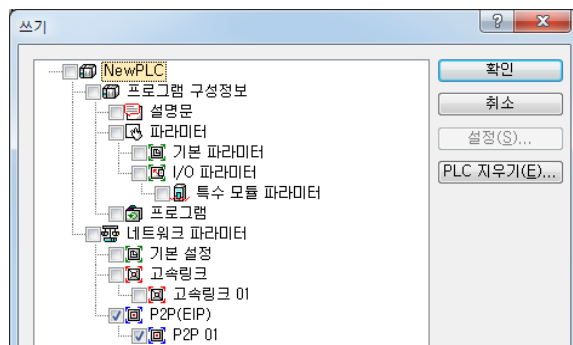 쓰기
NewPLC
프로그램 구성정보
설명문
파라미터
기본 파라미터
I/O 파라미터
특수 모듈 파라미터
프로그램
네트워크 파라미터
기본 설정
고속링크
고속링크 01
P2P(EIP)
P2P 01
확인
취소
설정(S)...
PLC 지우기(E)...